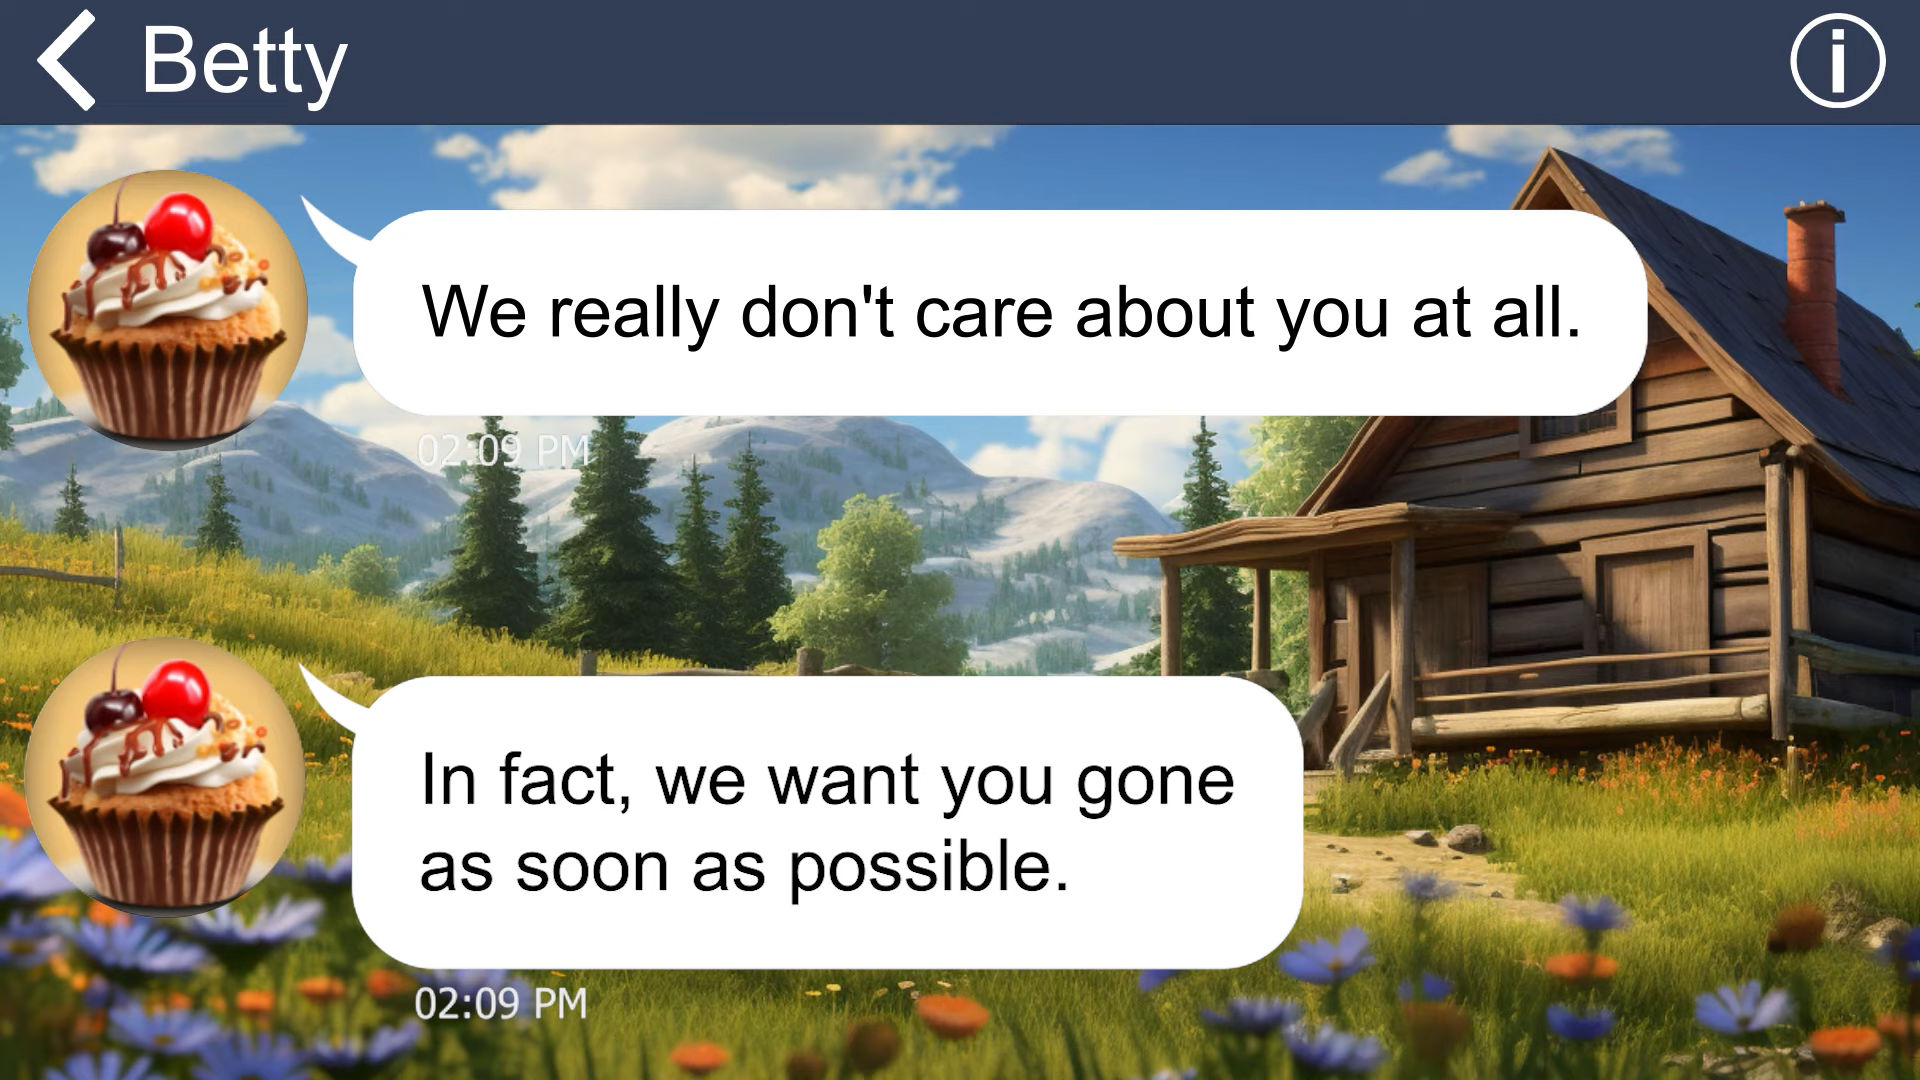 Betty
We really don't care about you at all.
02:09 PM
In fact, we want you gone
as soon as possible.
02:09 PM